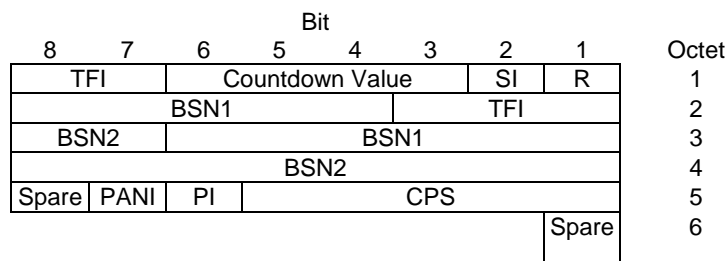 Bit
8 7 6 5 4 3 2 1 Octet
TFI Countdown Value SI R 1
BSN1 TFI 2
BSN2 BSN1 3
BSN2 4
Spare PANI PI CPS 5
Spare 6